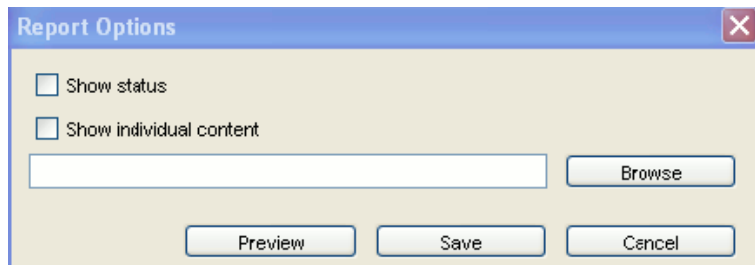 Report Options
Show status
Show individual content
Browse
Preview Save Cancel